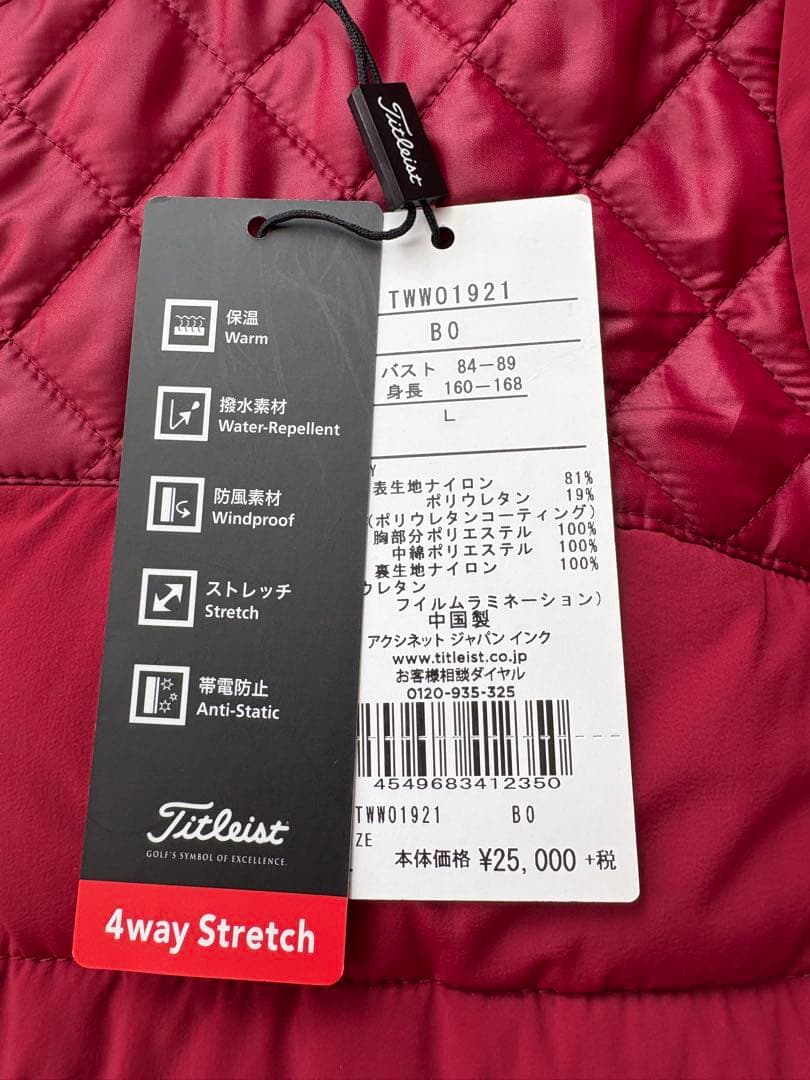 Titleist
保温
Warm
撥水素材
Water-Repellent
防風素材
Windproof
ストレッチ
Stretch
帯電防止
Anti-Static
Titleist
GOLF'S SYMBOL OF EXCELLENCE.
4way Stretch
TWWO1921
BO
バスト 84-89
身長 160-168
L
Y
表生地ナイロン 81%
ポリウレタン 19%
(ポリウレタンコーティング)
胸部分ポリエステル 100%
中綿ポリエステル 100%
裏生地ナイロン 100%
ウレタン
フイルムラミネーション)
中国製
アクシネット ジャパン インク
www.titleist.co.jp
お客様相談ダイヤル
0120-935-325
4549683412350
TWWO1921 BO
ZE
本体価格 ¥25,000 +税